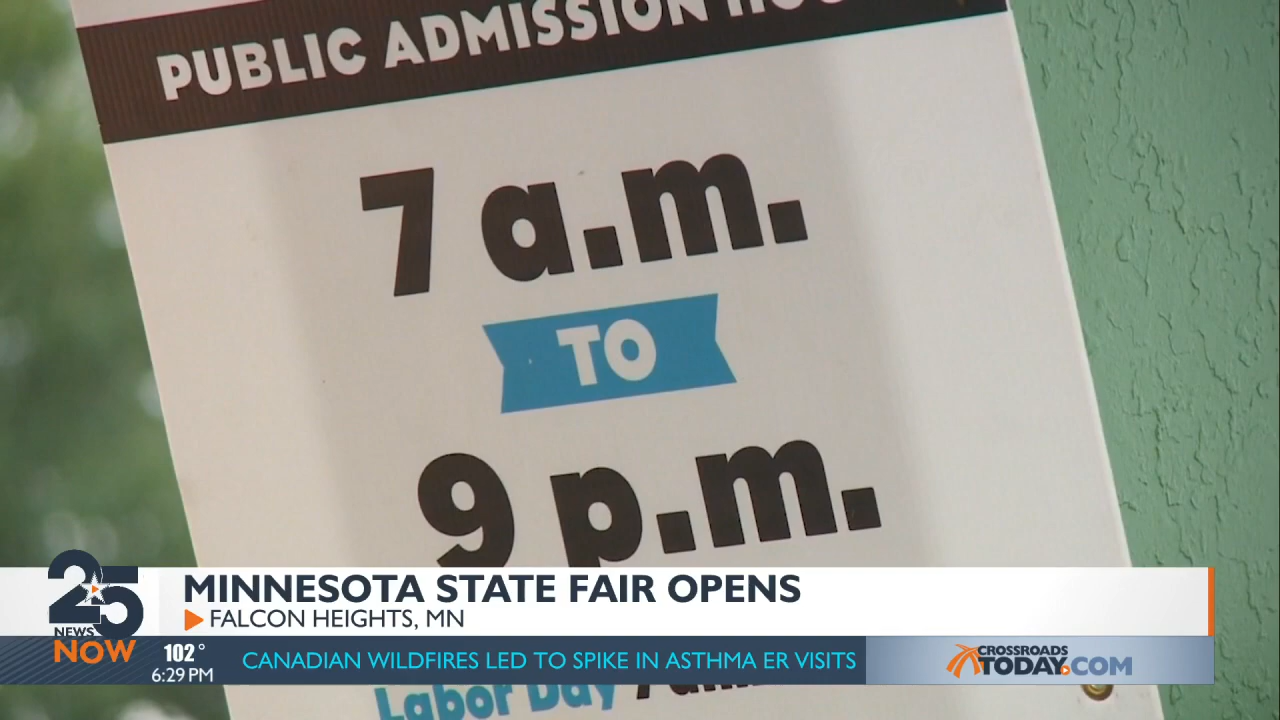 PUBLIC ADMISSION
7 a.m.
TO
9 p.m.
25
NEWS
NOW
MINNESOTA STATE FAIR OPENS
FALCON HEIGHTS, MN
102°
6:29 PM
CANADIAN WILDFIRES LED TO SPIKE IN ASTHMA ER VISITS
CROSSROADS
TODAY.COM
Labor Day